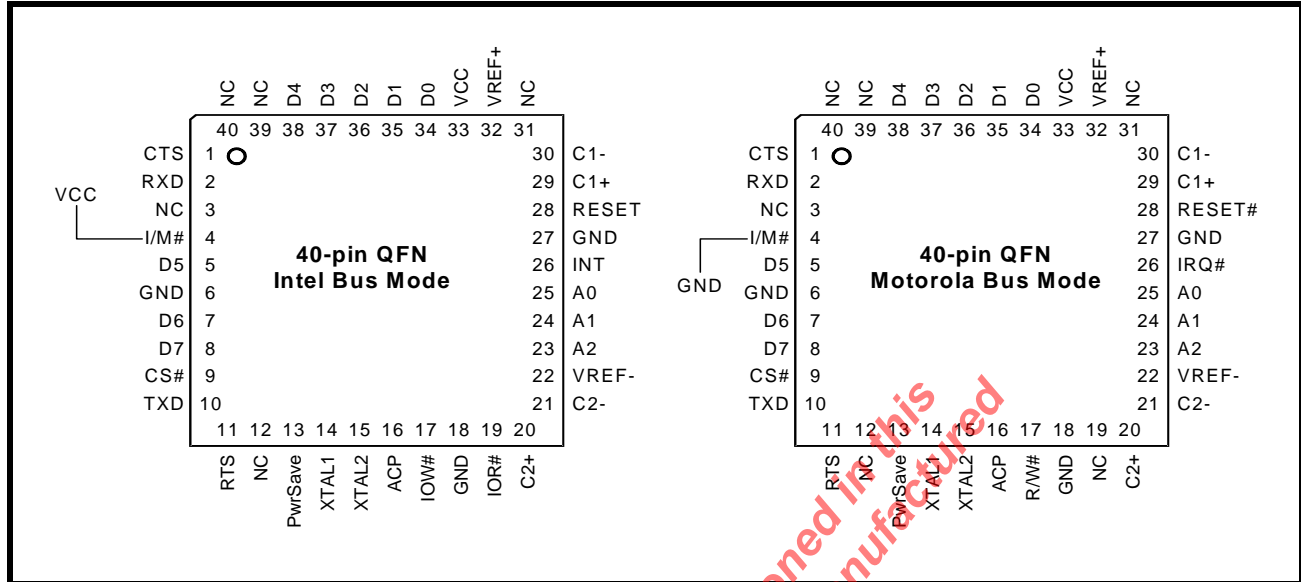 NC NC D4 D3 D2 D1 D0 VCC VREF+ NC
40 39 38 37 36 35 34 33 32 31
CTS 1 30 C1-
RXD 2 29 C1+
VCC
NC 3 28 RESET
I/M# 4 27 GND
D5 5 26 INT
GND 6 25 A0
D6 7 24 A1
D7 8 23 A2
CS# 9 22 VREF-
TXD 10 21 C2-
40-pin QFN
Intel Bus Mode
11 12 13 14 15 16 17 18 19 20
RTS NC PwrSave XTAL1 XTAL2 ACP IOW# GND IOR# C2+
NC NC D4 D3 D2 D1 D0 VCC VREF+ NC
40 39 38 37 36 35 34 33 32 31
CTS 1 30 C1-
RXD 2 29 C1+
NC 3 28 RESET#
I/M# 4 27 GND
D5 5 26 IRQ#
GND
GND 6 25 A0
D6 7 24 A1
D7 8 23 A2
CS# 9 22 VREF-
TXD 10 21 C2-
40-pin QFN
Motorola Bus Mode
11 12 13 14 15 16 17 18 19 20
RTS NC PwrSave XTAL1 XTAL2 ACP R/W# GND NC C2+
oned in this
nufactured